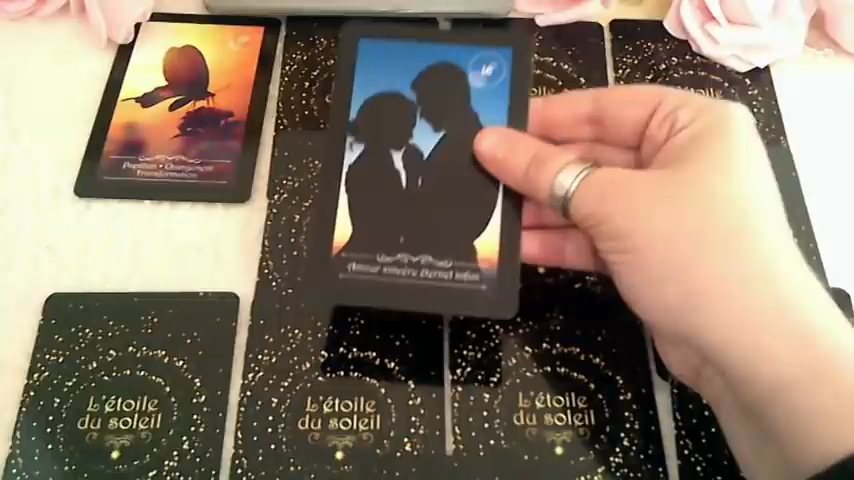 Papillon • Changement
Transformation
Amour sincère éternel infini
L'étoile
du soleil
L'étoile
du soleil
L'étoile
du soleil